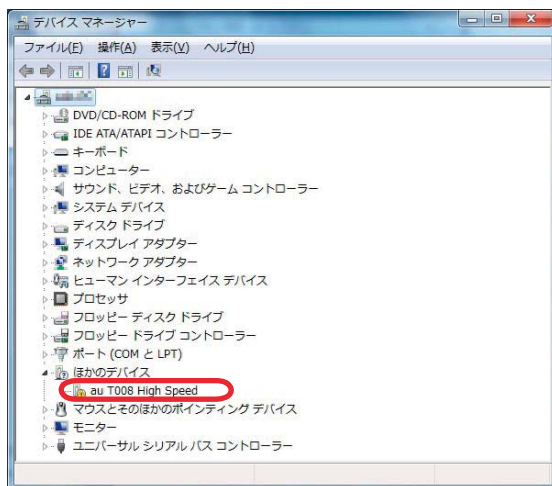 デバイス マネージャー
ファイル(F) 操作(A) 表示(V) ヘルプ(H)
DVD/CD-ROM ドライブ
IDE ATA/ATAPI コントローラー
キーボード
コンピューター
サウンド、ビデオ、およびゲーム コントローラー
システム デバイス
ディスク ドライブ
ディスプレイ アダプター
ネットワーク アダプター
ヒューマン インターフェイス デバイス
プロセッサ
フロッピー ディスク ドライブ
フロッピー ドライブ コントローラー
ポート (COM と LPT)
ほかのデバイス
au T008 High Speed
マウスとそのほかのポインティング デバイス
モニター
ユニバーサル シリアル バス コントローラー